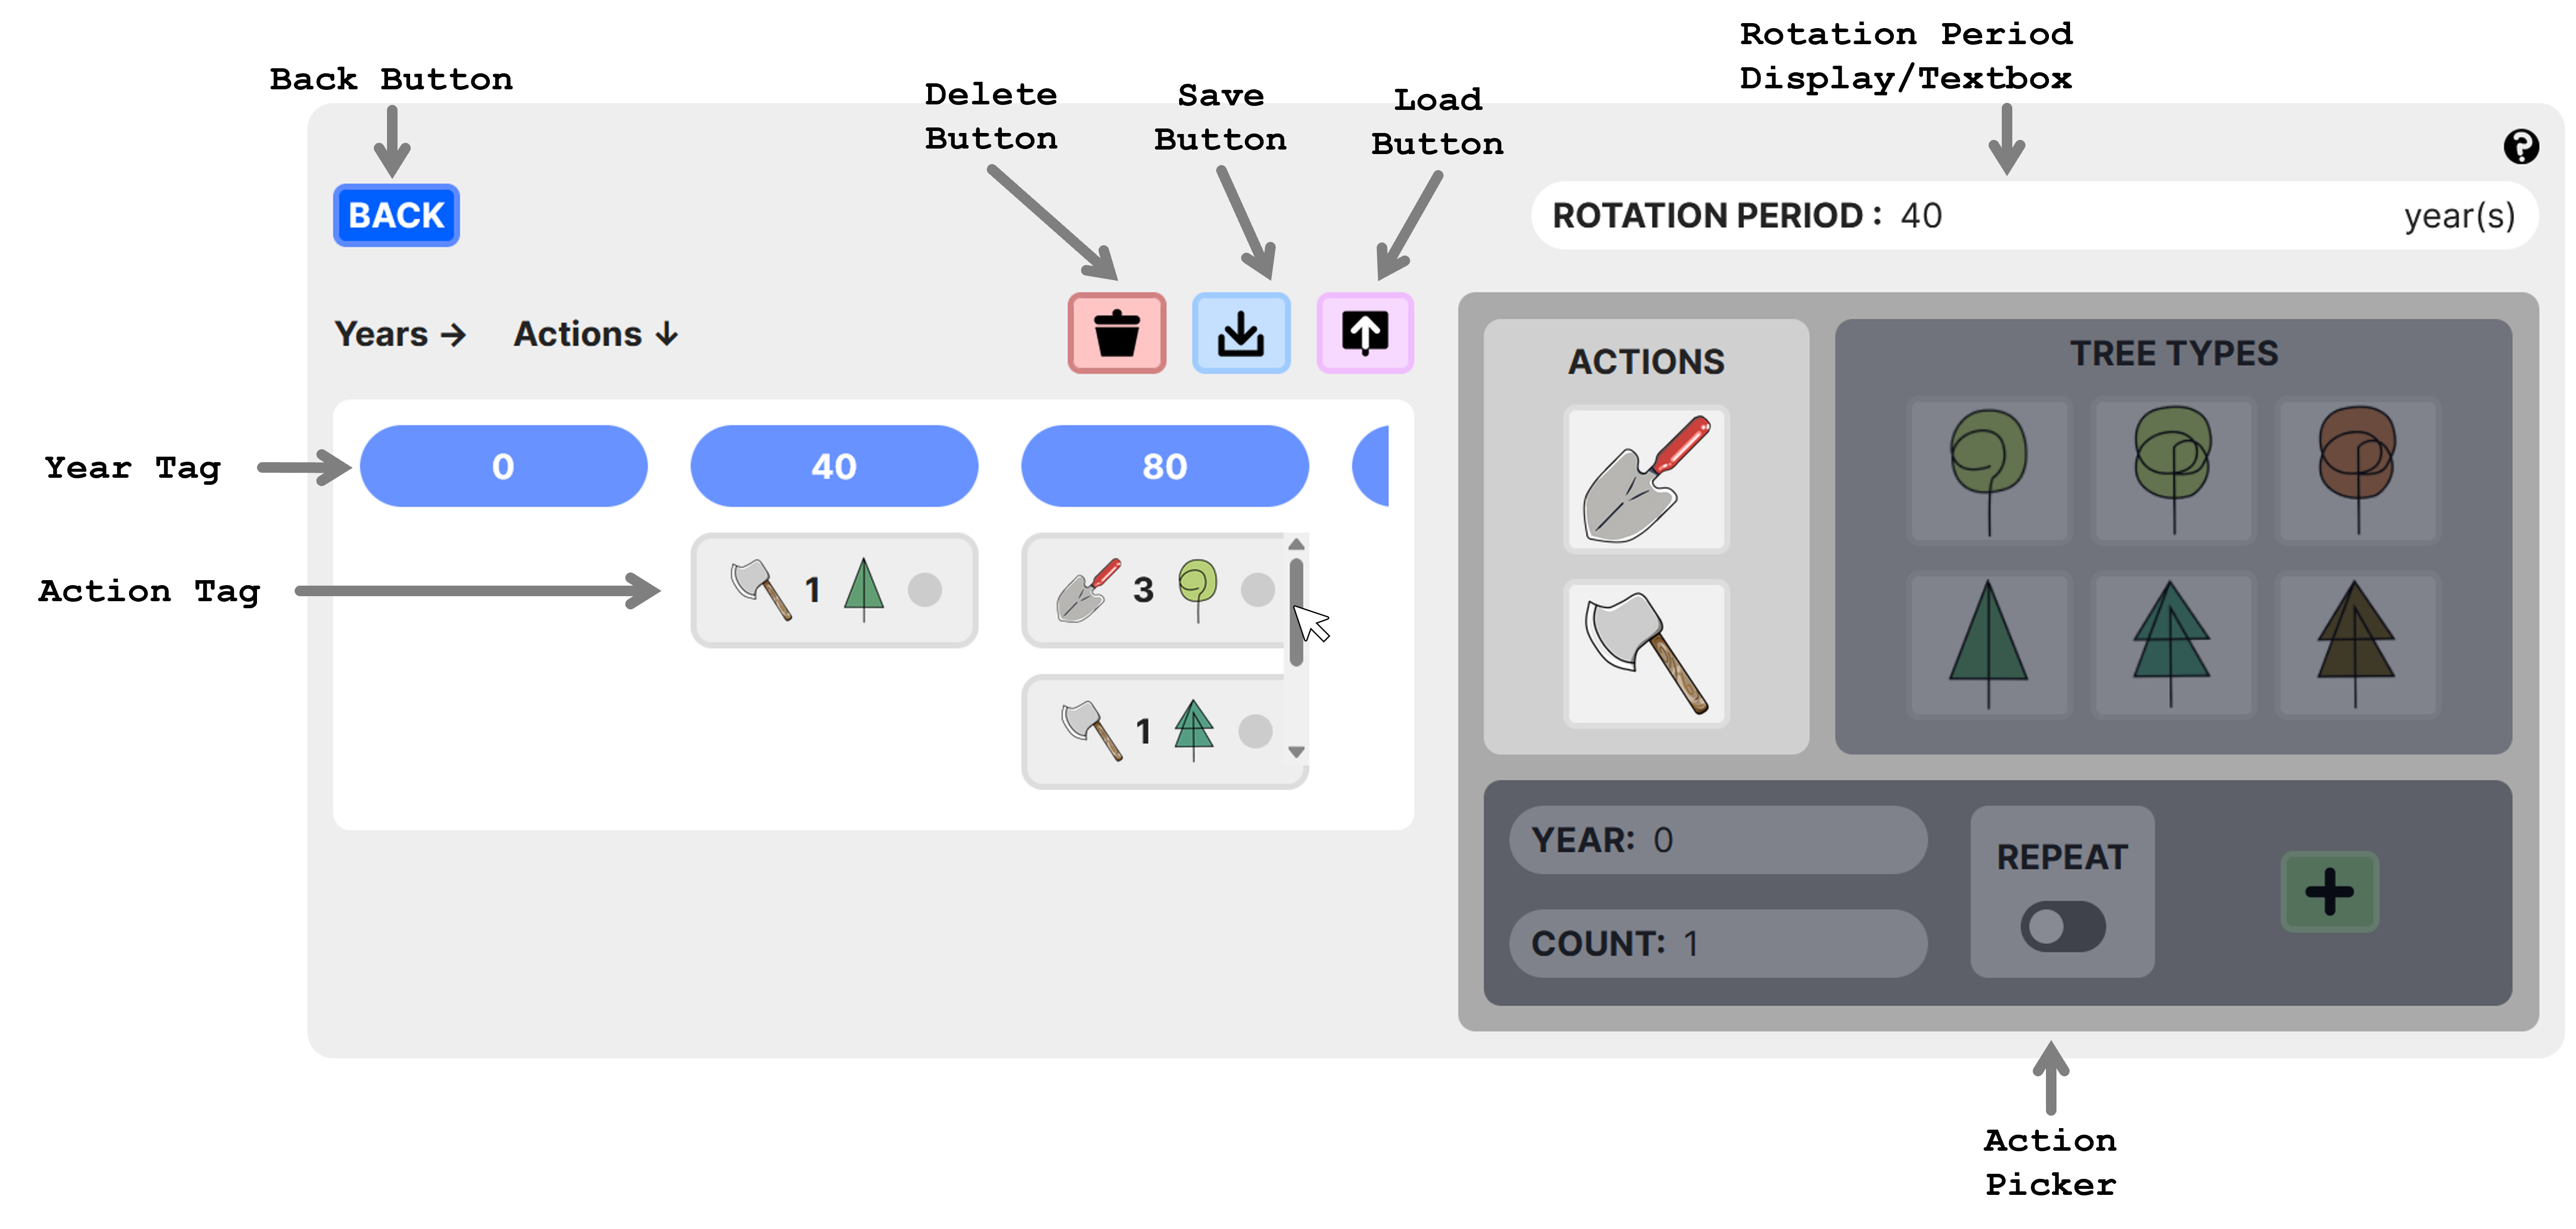 Rotation Period
Display/Textbox
Back Button
Delete
Button
Save
Button
Load
Button
BACK
ROTATION PERIOD : 40 year(s)
Years → Actions ↓
ACTIONS
TREE TYPES
Year Tag
0 40 80
Action Tag
1
3
1
YEAR: 0
REPEAT
COUNT: 1
Action
Picker